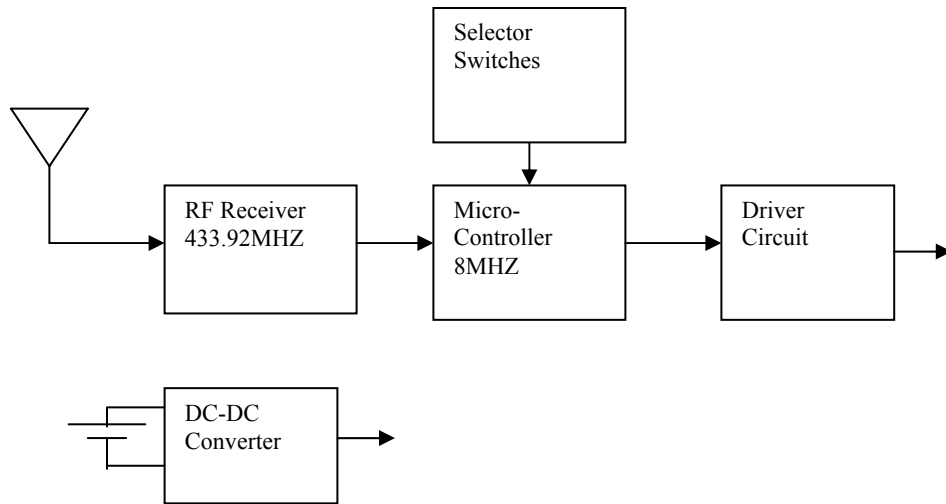 Selector
Switches
RF Receiver
433.92MHZ
Micro-
Controller
8MHZ
Driver
Circuit
DC-DC
Converter